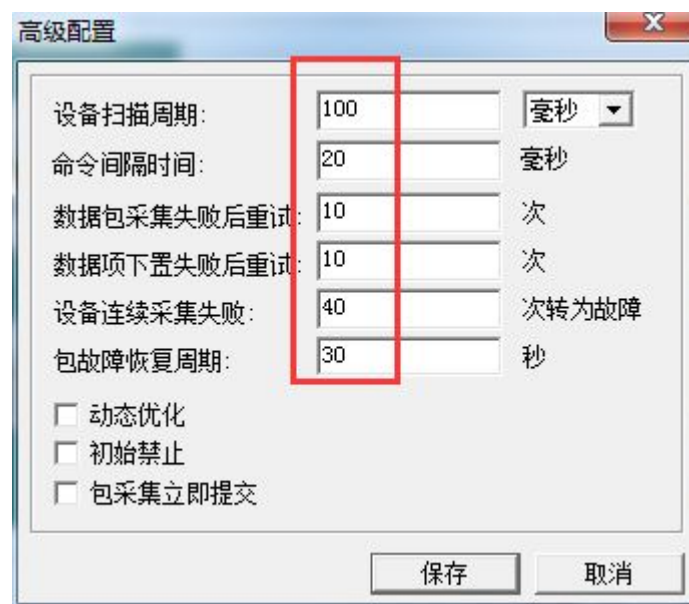 高级配置
设备扫描周期: 100 毫秒
命令间隔时间: 20 毫秒
数据包采集失败后重试: 10 次
数据项下置失败后重试: 10 次
设备连续采集失败: 40 次转为故障
包故障恢复周期: 30 秒
动态优化
初始禁止
包采集立即提交
保存 取消